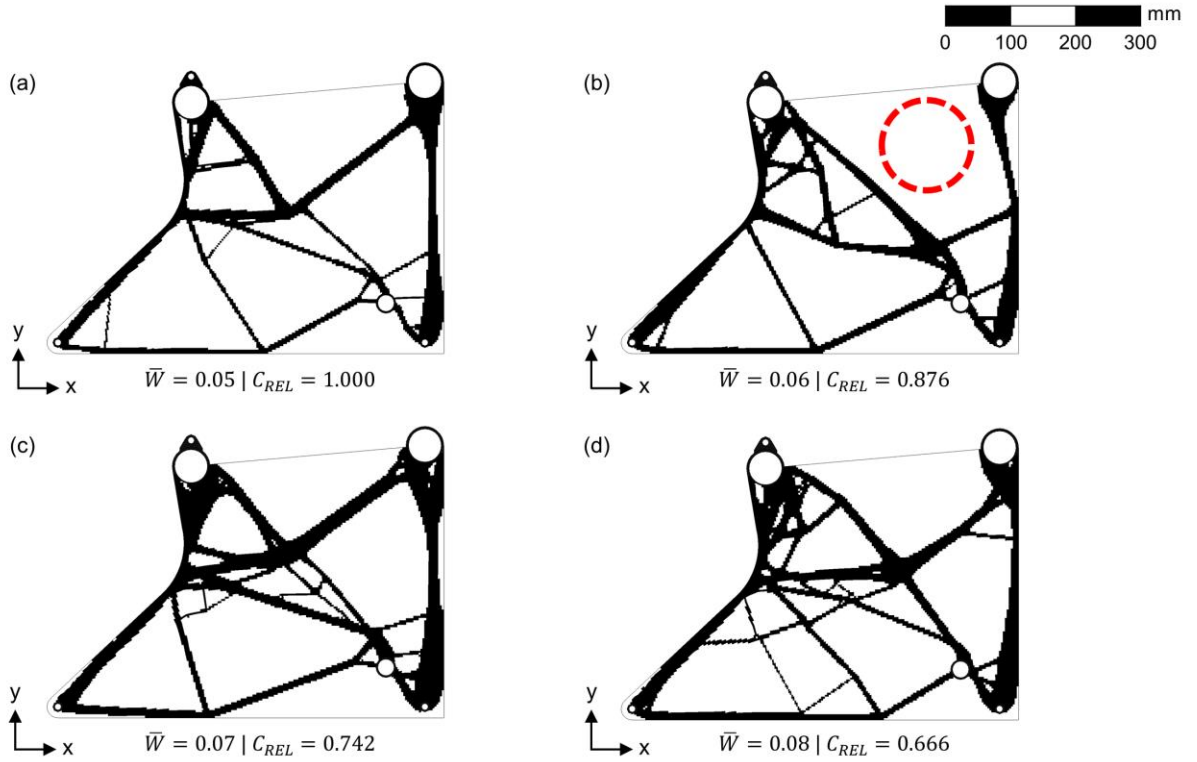 mm
0 100 200 300
(a)
(b)
y
x
y
x
W̅ = 0.05 | C_REL = 1.000
W̅ = 0.06 | C_REL = 0.876
(c)
(d)
y
x
y
x
W̅ = 0.07 | C_REL = 0.742
W̅ = 0.08 | C_REL = 0.666